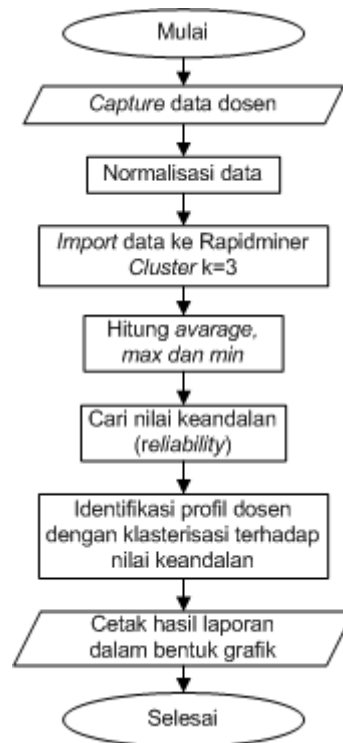 Mulai
Capture data dosen
Normalisasi data
Import data ke Rapidminer
Cluster k=3
Hitung avarage,
max dan min
Cari nilai keandalan
(reliability)
Identifikasi profil dosen
dengan klasterisasi terhadap
nilai keandalan
Cetak hasil laporan
dalam bentuk grafik
Selesai